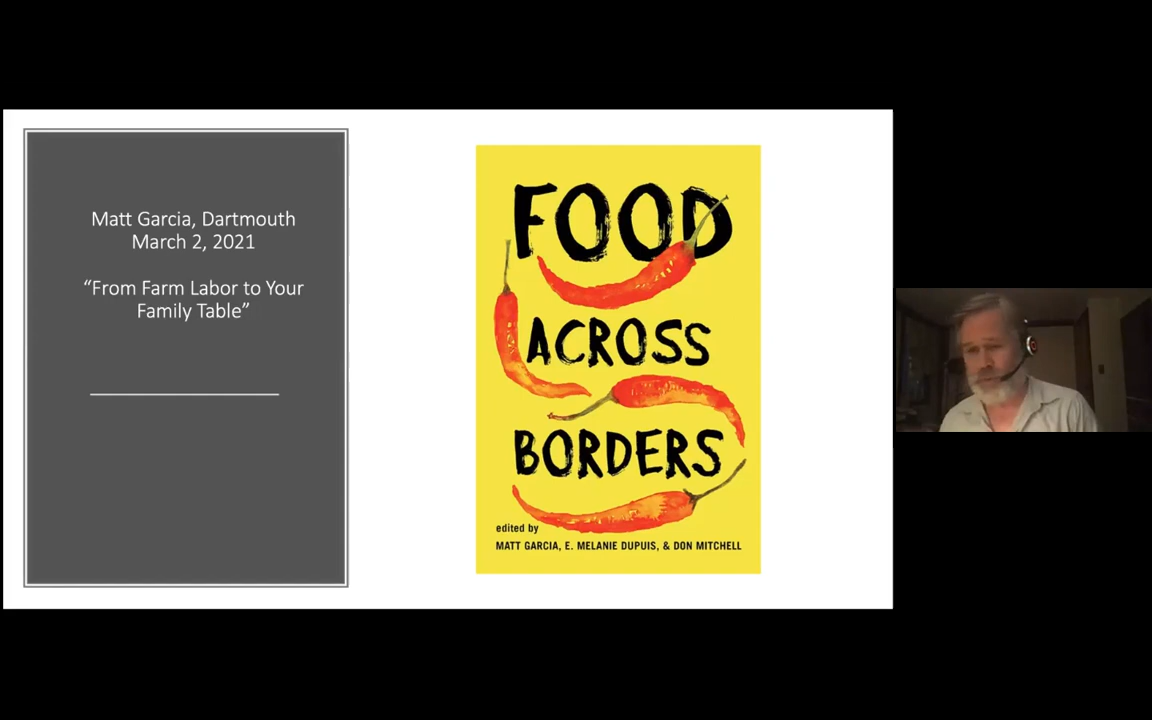 Matt Garcia, Dartmouth
March 2, 2021
“From Farm Labor to Your
Family Table”
FOOD
ACROSS
BORDERS
edited by
MATT GARCIA, E. MELANIE DUPUIS, & DON MITCHELL